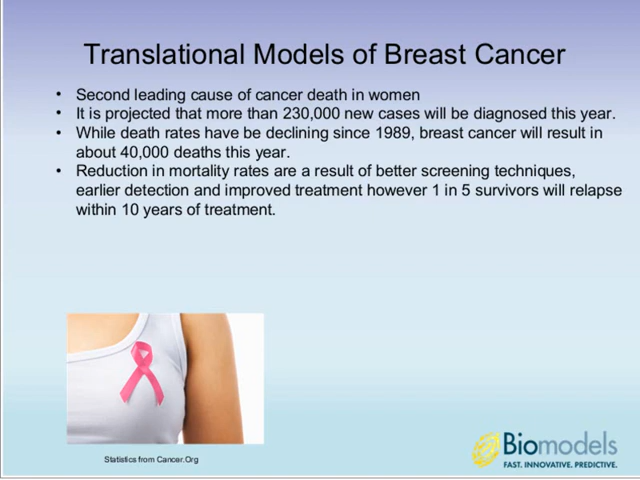 Translational Models of Breast Cancer
• Second leading cause of cancer death in women
• It is projected that more than 230,000 new cases will be diagnosed this year.
• While death rates have be declining since 1989, breast cancer will result in
about 40,000 deaths this year.
• Reduction in mortality rates are a result of better screening techniques,
earlier detection and improved treatment however 1 in 5 survivors will relapse
within 10 years of treatment.
Statistics from Cancer.Org
Biomodels
FAST. INNOVATIVE. PREDICTIVE.